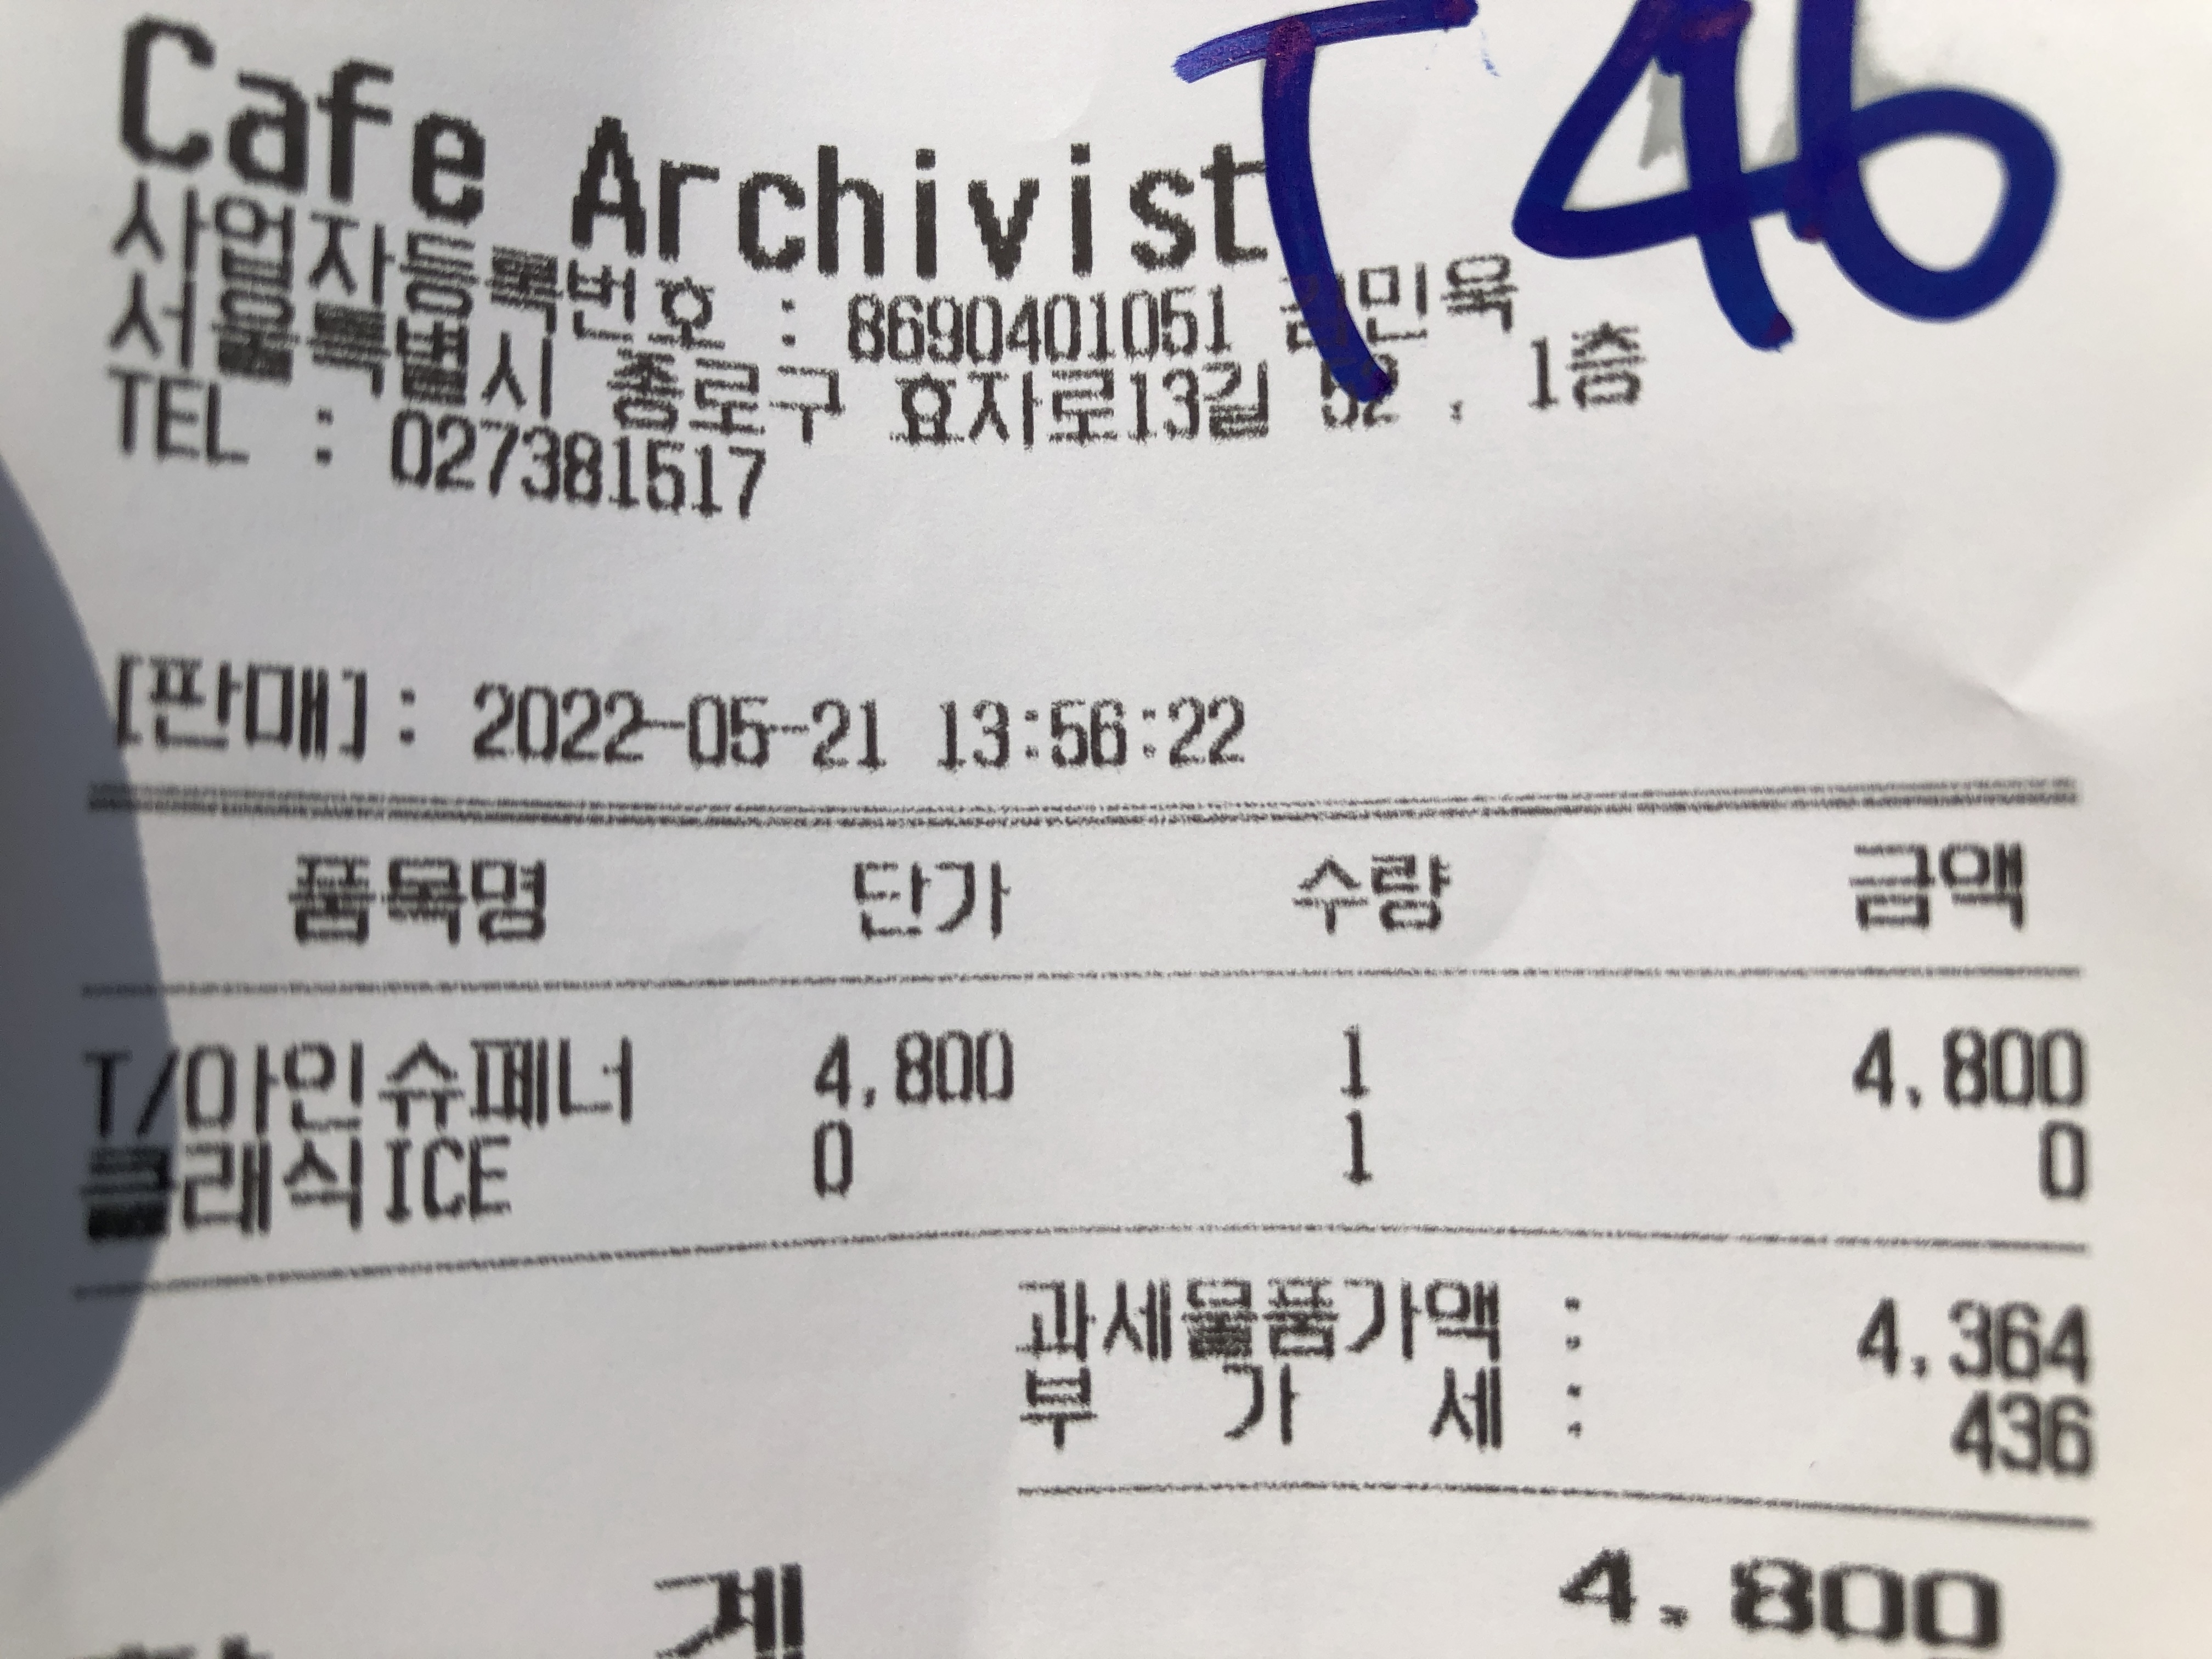 Cafe Archivist
T 46
사업자등록번호 : 8690401051 김민욱
서울특별시 종로구 효자로13길 52 , 1층
TEL : 027381517
[판매]: 2022-05-21 13:56:22
품목명 단가 수량 금액
T/아인슈페너 4,800 1 4,800
클래식ICE 0 1 0
과세물품가액 : 4,364
부 가 세 : 436
계 4,800